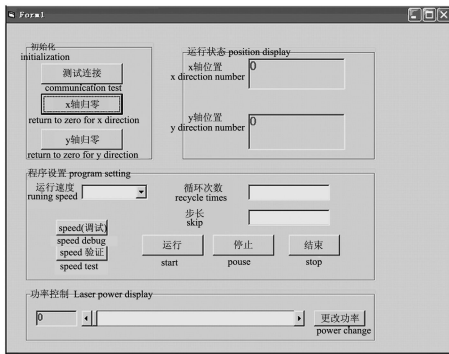 Form1
初始化
initialization
测试连接
communication test
x轴归零
return to zero for x direction
y轴归零
return to zero for y direction
运行状态 position display
x轴位置
x direction number
0
y轴位置
y direction number
0
程序设置 program setting
运行速度
runing speed
循环次数
recycle times
步长
skip
speed(调试)
speed debug
speed 验证
speed test
运行
start
停止
pouse
结束
stop
功率控制 Laser power display
0
更改功率
power change